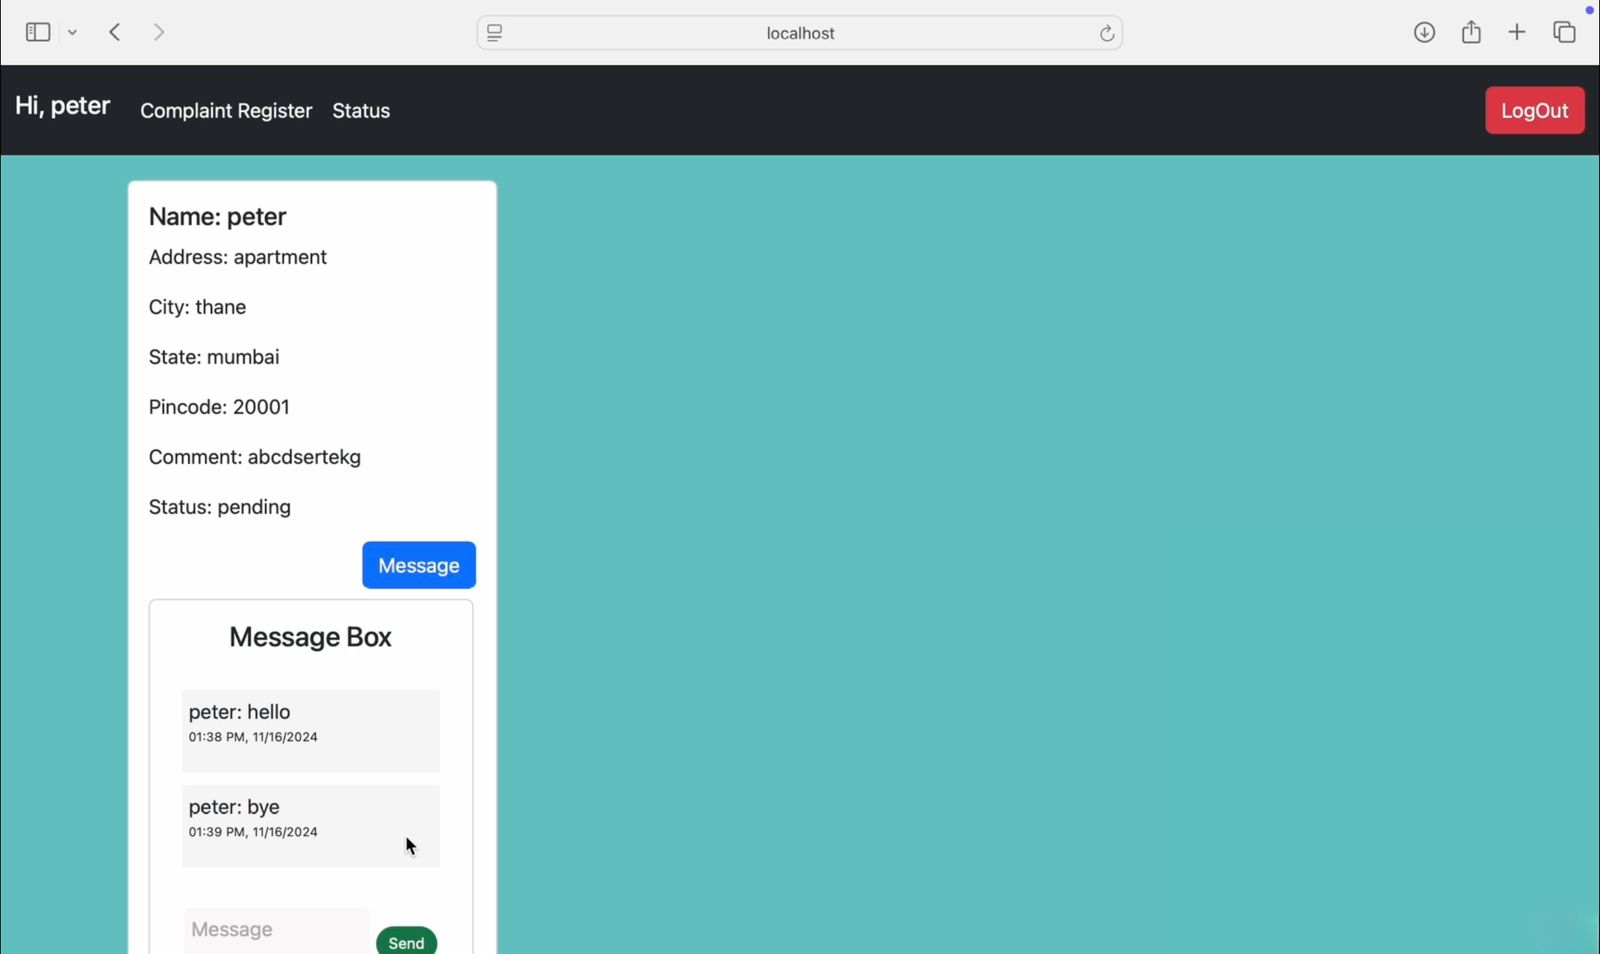 localhost
Hi, peter
Complaint Register
Status
LogOut
Name: peter
Address: apartment
City: thane
State: mumbai
Pincode: 20001
Comment: abcdsertekg
Status: pending
Message
Message Box
peter: hello
01:38 PM, 11/16/2024
peter: bye
01:39 PM, 11/16/2024
Message
Send